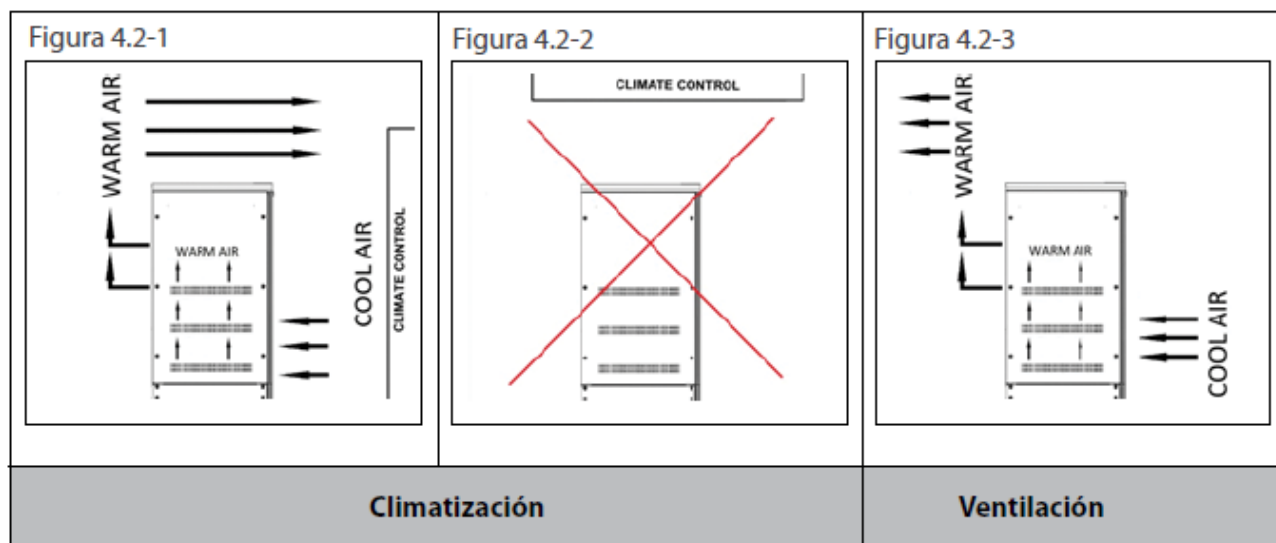 Figura 4.2-1
WARM AIR
WARM AIR
COOL AIR
CLIMATE CONTROL
Figura 4.2-2
CLIMATE CONTROL
Figura 4.2-3
WARM AIR
WARM AIR
COOL AIR
Climatización
Ventilación